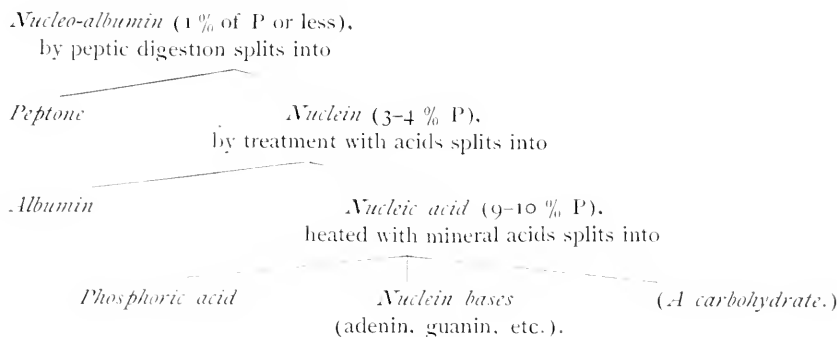 Nucleo-albumin (1 % of P or less),
by peptic digestion splits into
Peptone Nuclein (3–4 % P),
by treatment with acids splits into
Albumin Nucleic acid (9–10 % P),
heated with mineral acids splits into
Phosphoric acid Nuclein bases (A carbohydrate.)
(adenin, guanin, etc.).